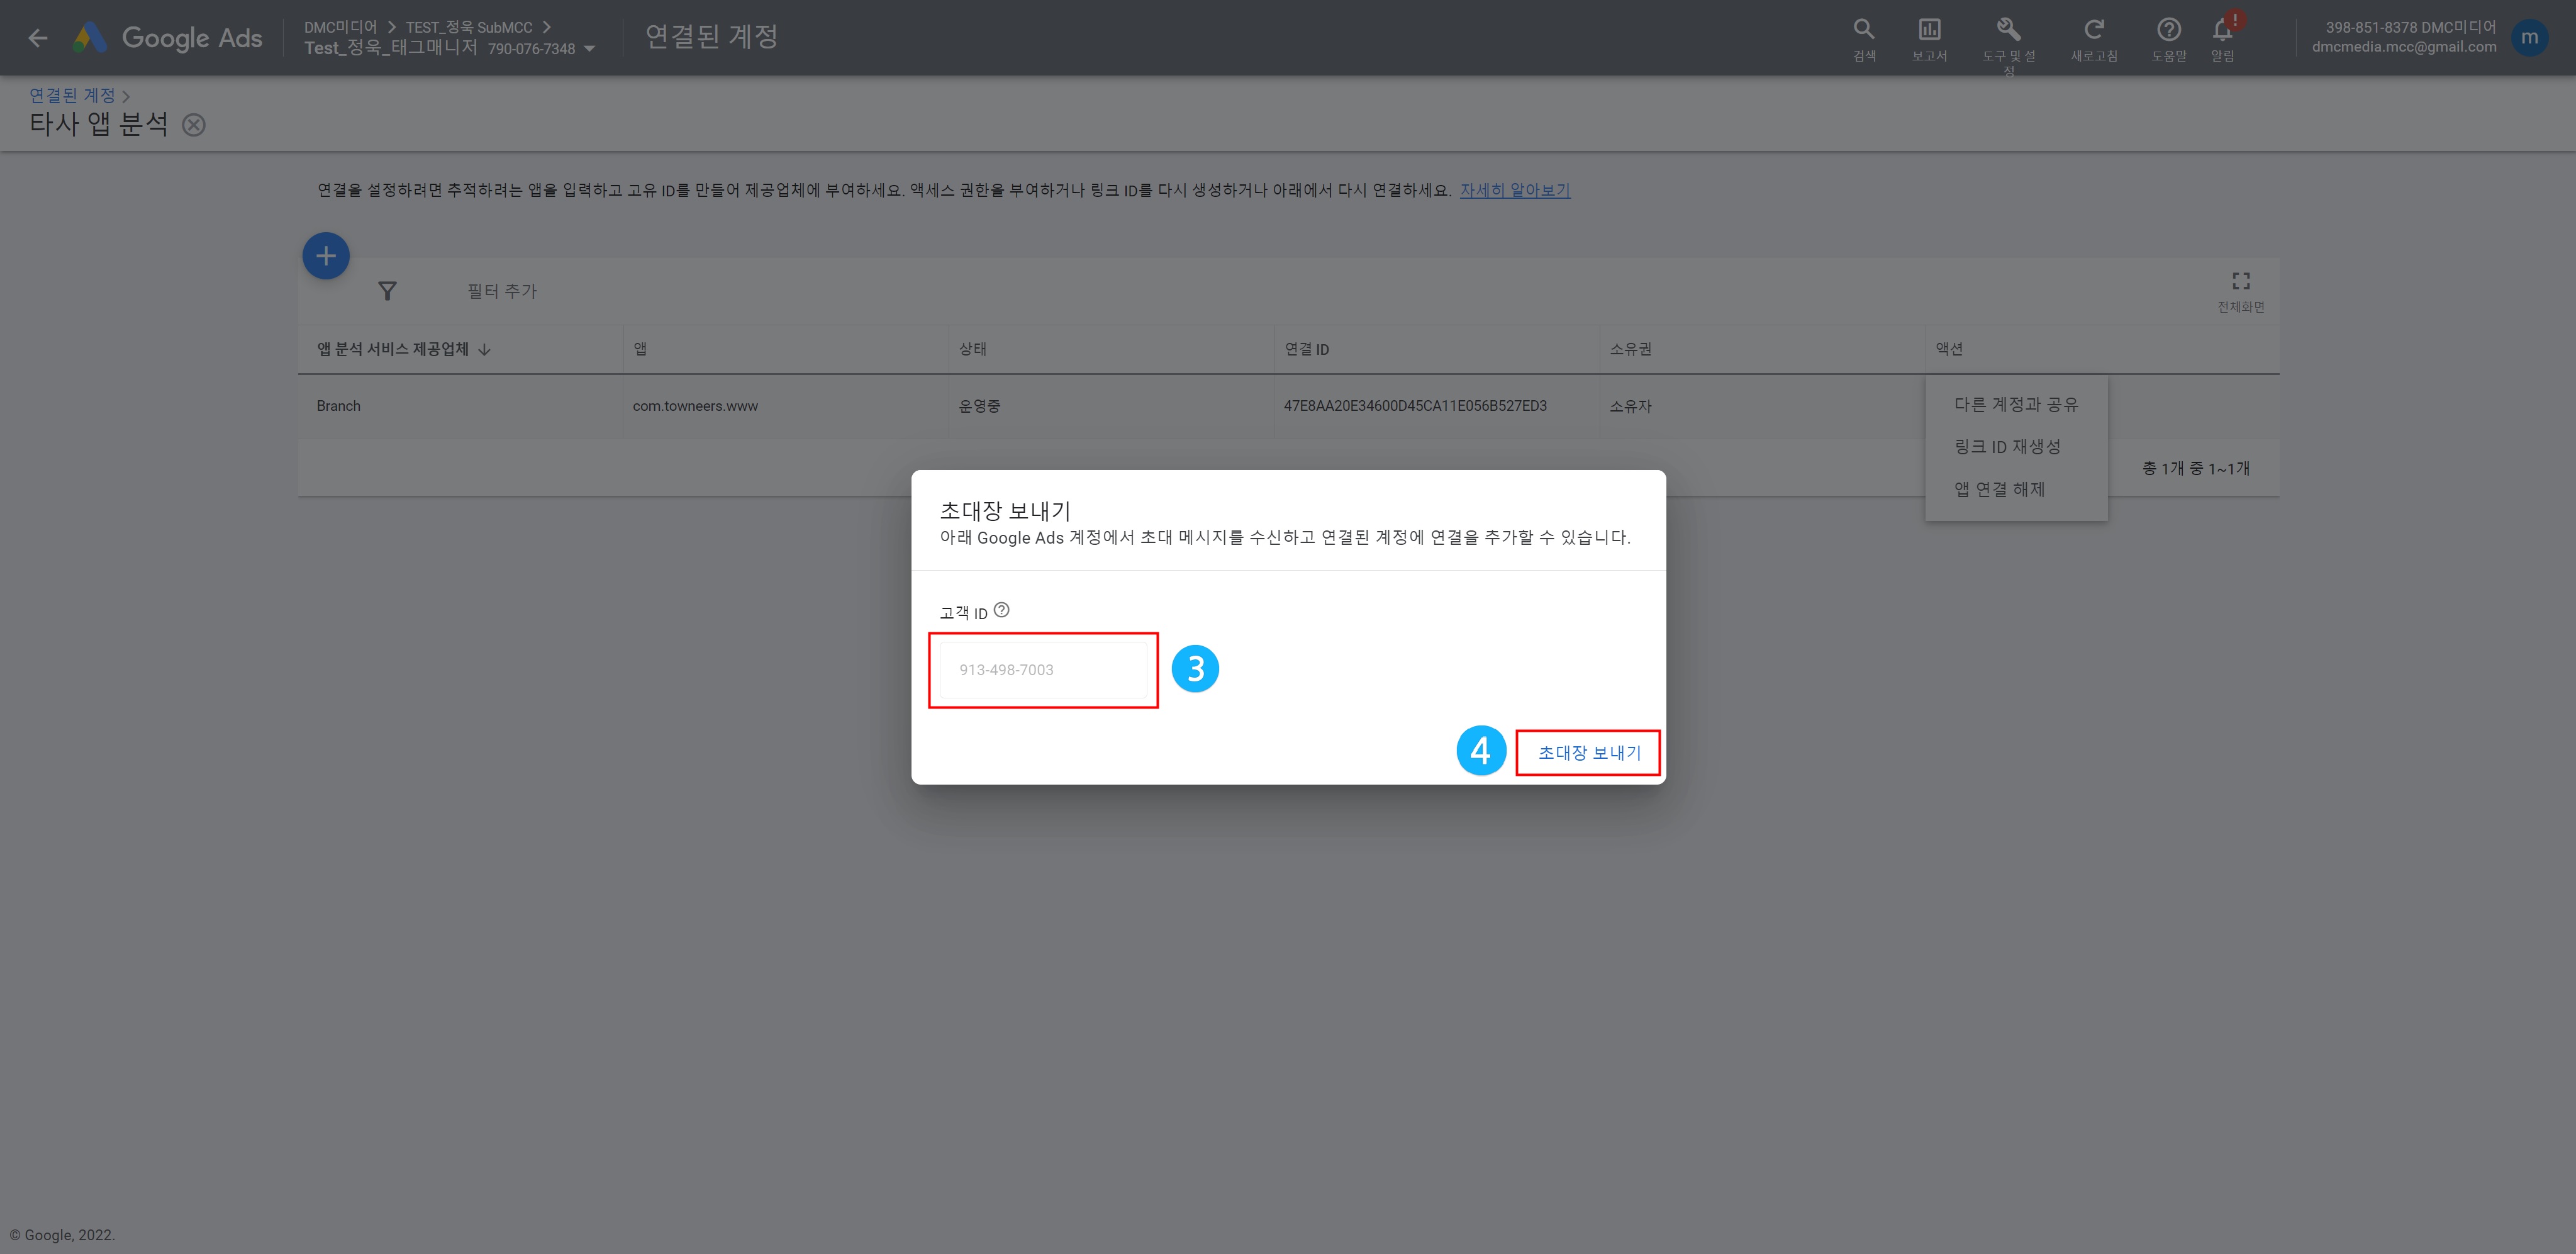 Google Ads
DMC미디어 > TEST_정욱 SubMCC >
Test_정욱_태그매니저 790-076-7348
연결된 계정
검색
보고서
도구 및 설
정
새로고침
도움말
!
알림
398-851-8378 DMC미디어
dmcmedia.mcc@gmail.com
m
연결된 계정 >
타사 앱 분석
연결을 설정하려면 추적하려는 앱을 입력하고 고유 ID를 만들어 제공업체에 부여하세요. 액세스 권한을 부여하거나 링크 ID를 다시 생성하거나 아래에서 다시 연결하세요. 자세히 알아보기
필터 추가
전체화면
앱 분석 서비스 제공업체 앱 상태 연결 ID 소유권 액션
Branch com.towneers.www 운영중 47E8AA20E34600D45CA11E056B527ED3 소유자
다른 계정과 공유
링크 ID 재생성
앱 연결 해제
총 1개 중 1~1개
초대장 보내기
아래 Google Ads 계정에서 초대 메시지를 수신하고 연결된 계정에 연결을 추가할 수 있습니다.
고객 ID
913-498-7003
3
4
초대장 보내기
© Google, 2022.